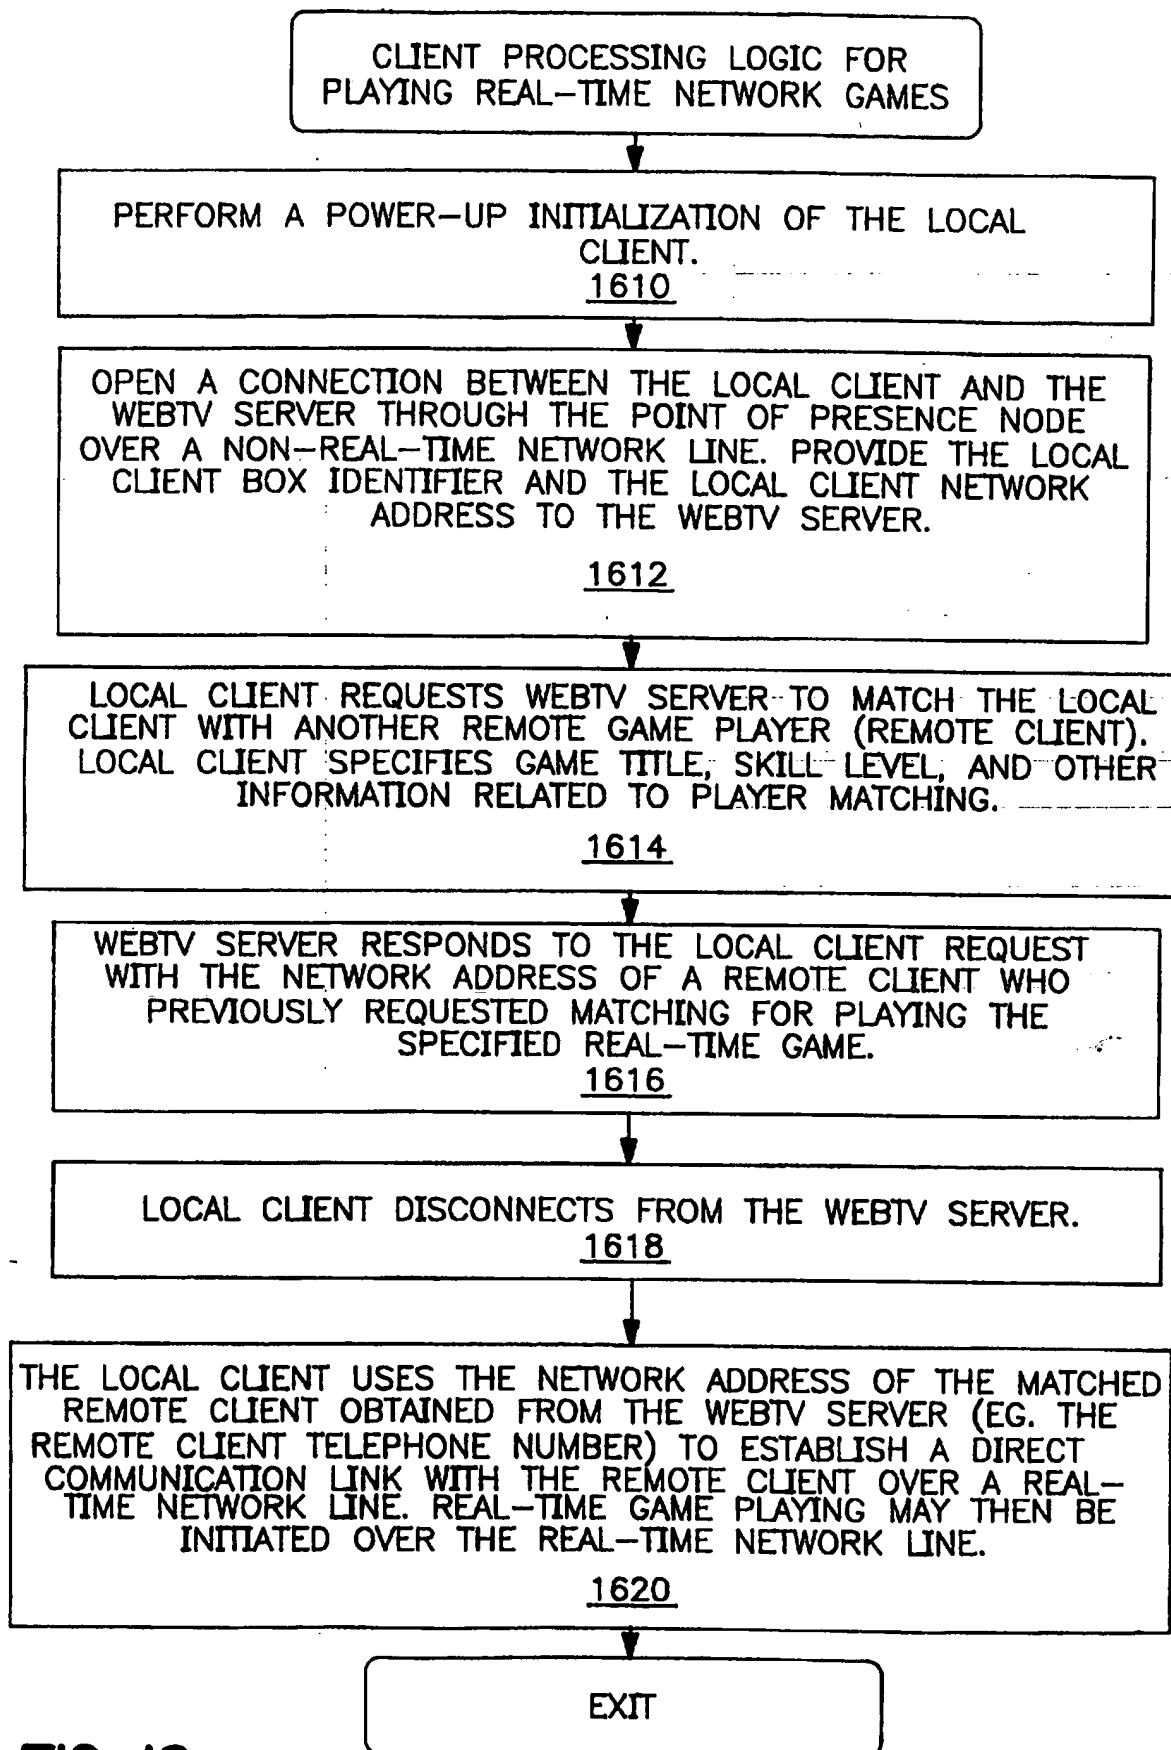 CLIENT PROCESSING LOGIC FOR
PLAYING REAL-TIME NETWORK GAMES
PERFORM A POWER-UP INITIALIZATION OF THE LOCAL
CLIENT.
1610
OPEN A CONNECTION BETWEEN THE LOCAL CLIENT AND THE
WEBTV SERVER THROUGH THE POINT OF PRESENCE NODE
OVER A NON-REAL-TIME NETWORK LINE. PROVIDE THE LOCAL
CLIENT BOX IDENTIFIER AND THE LOCAL CLIENT NETWORK
ADDRESS TO THE WEBTV SERVER.
1612
LOCAL CLIENT REQUESTS WEBTV SERVER TO MATCH THE LOCAL
CLIENT WITH ANOTHER REMOTE GAME PLAYER (REMOTE CLIENT).
LOCAL CLIENT SPECIFIES GAME TITLE, SKILL LEVEL, AND OTHER
INFORMATION RELATED TO PLAYER MATCHING.
1614
WEBTV SERVER RESPONDS TO THE LOCAL CLIENT REQUEST
WITH THE NETWORK ADDRESS OF A REMOTE CLIENT WHO
PREVIOUSLY REQUESTED MATCHING FOR PLAYING THE
SPECIFIED REAL-TIME GAME.
1616
LOCAL CLIENT DISCONNECTS FROM THE WEBTV SERVER.
1618
THE LOCAL CLIENT USES THE NETWORK ADDRESS OF THE MATCHED
REMOTE CLIENT OBTAINED FROM THE WEBTV SERVER (EG. THE
REMOTE CLIENT TELEPHONE NUMBER) TO ESTABLISH A DIRECT
COMMUNICATION LINK WITH THE REMOTE CLIENT OVER A REAL-
TIME NETWORK LINE. REAL-TIME GAME PLAYING MAY THEN BE
INITIATED OVER THE REAL-TIME NETWORK LINE.
1620
EXIT